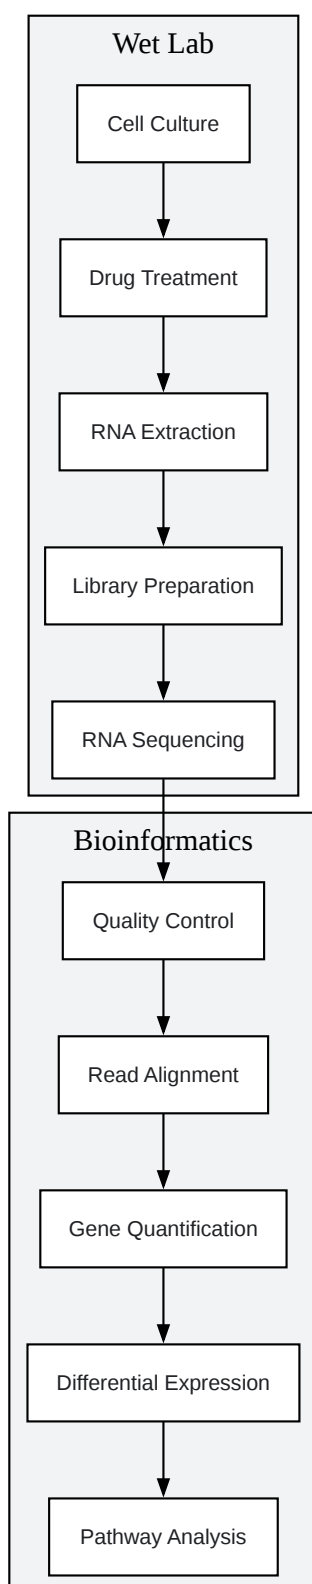 Wet Lab
Cell Culture
Drug Treatment
RNA Extraction
Library Preparation
RNA Sequencing
Bioinformatics
Quality Control
Read Alignment
Gene Quantification
Differential Expression
Pathway Analysis